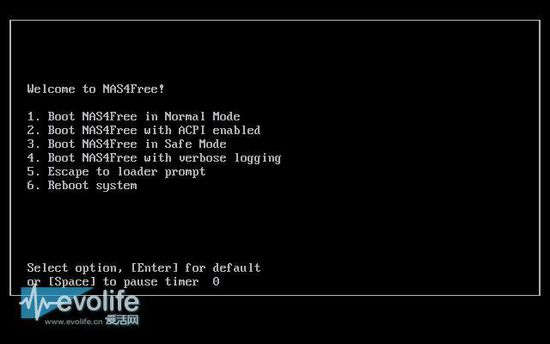 Welcome to NAS4Free!
1. Boot NAS4Free in Normal Mode
2. Boot NAS4Free with ACPI enabled
3. Boot NAS4Free in Safe Mode
4. Boot NAS4Free with verbose logging
5. Escape to loader prompt
6. Reboot system
Select option, [Enter] for default
or [Space] to pause timer 0
evolife
www.evolife.cn 爱活网